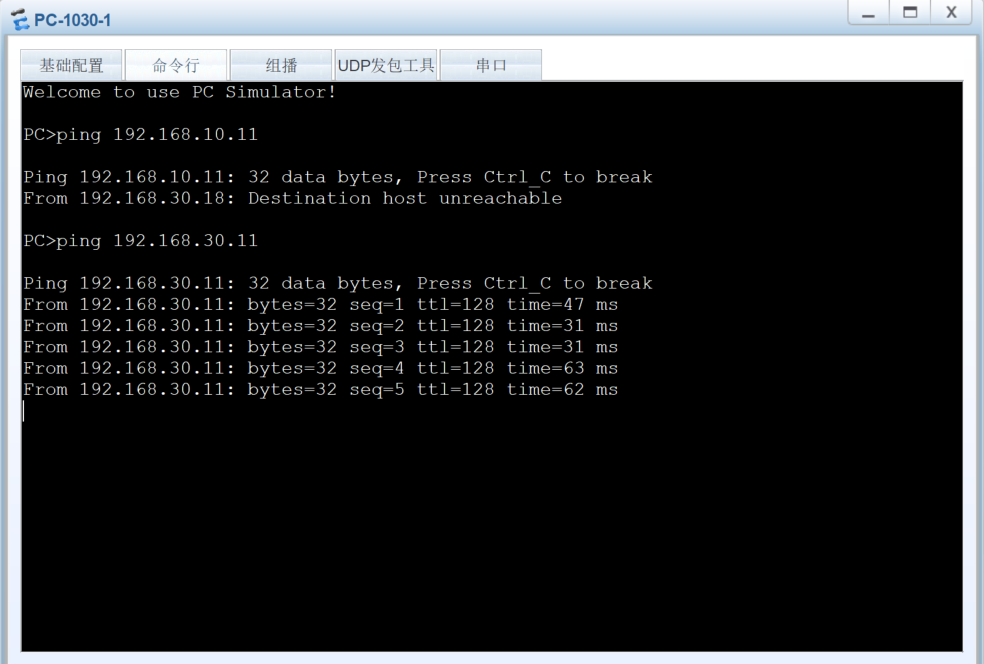 PC-1030-1
基础配置 命令行 组播 UDP发包工具 串口
Welcome to use PC Simulator!
PC>ping 192.168.10.11
Ping 192.168.10.11: 32 data bytes, Press Ctrl_C to break
From 192.168.30.18: Destination host unreachable
PC>ping 192.168.30.11
Ping 192.168.30.11: 32 data bytes, Press Ctrl_C to break
From 192.168.30.11: bytes=32 seq=1 ttl=128 time=47 ms
From 192.168.30.11: bytes=32 seq=2 ttl=128 time=31 ms
From 192.168.30.11: bytes=32 seq=3 ttl=128 time=31 ms
From 192.168.30.11: bytes=32 seq=4 ttl=128 time=63 ms
From 192.168.30.11: bytes=32 seq=5 ttl=128 time=62 ms